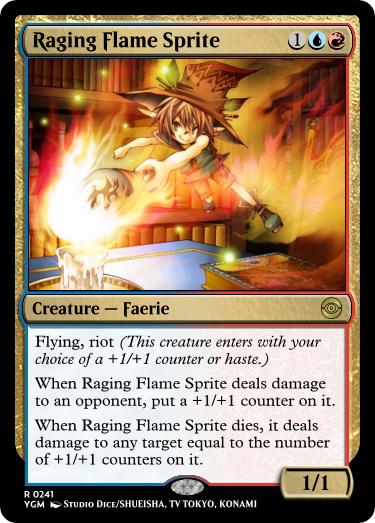 Raging Flame Sprite 1
Creature — Faerie
Flying, riot (This creature enters with your
choice of a +1/+1 counter or haste.)
When Raging Flame Sprite deals damage
to an opponent, put a +1/+1 counter on it.
When Raging Flame Sprite dies, it deals
damage to any target equal to the number
of +1/+1 counters on it.
1/1
R 0241
YGM Studio Dice/SHUEISHA, TV TOKYO, KONAMI